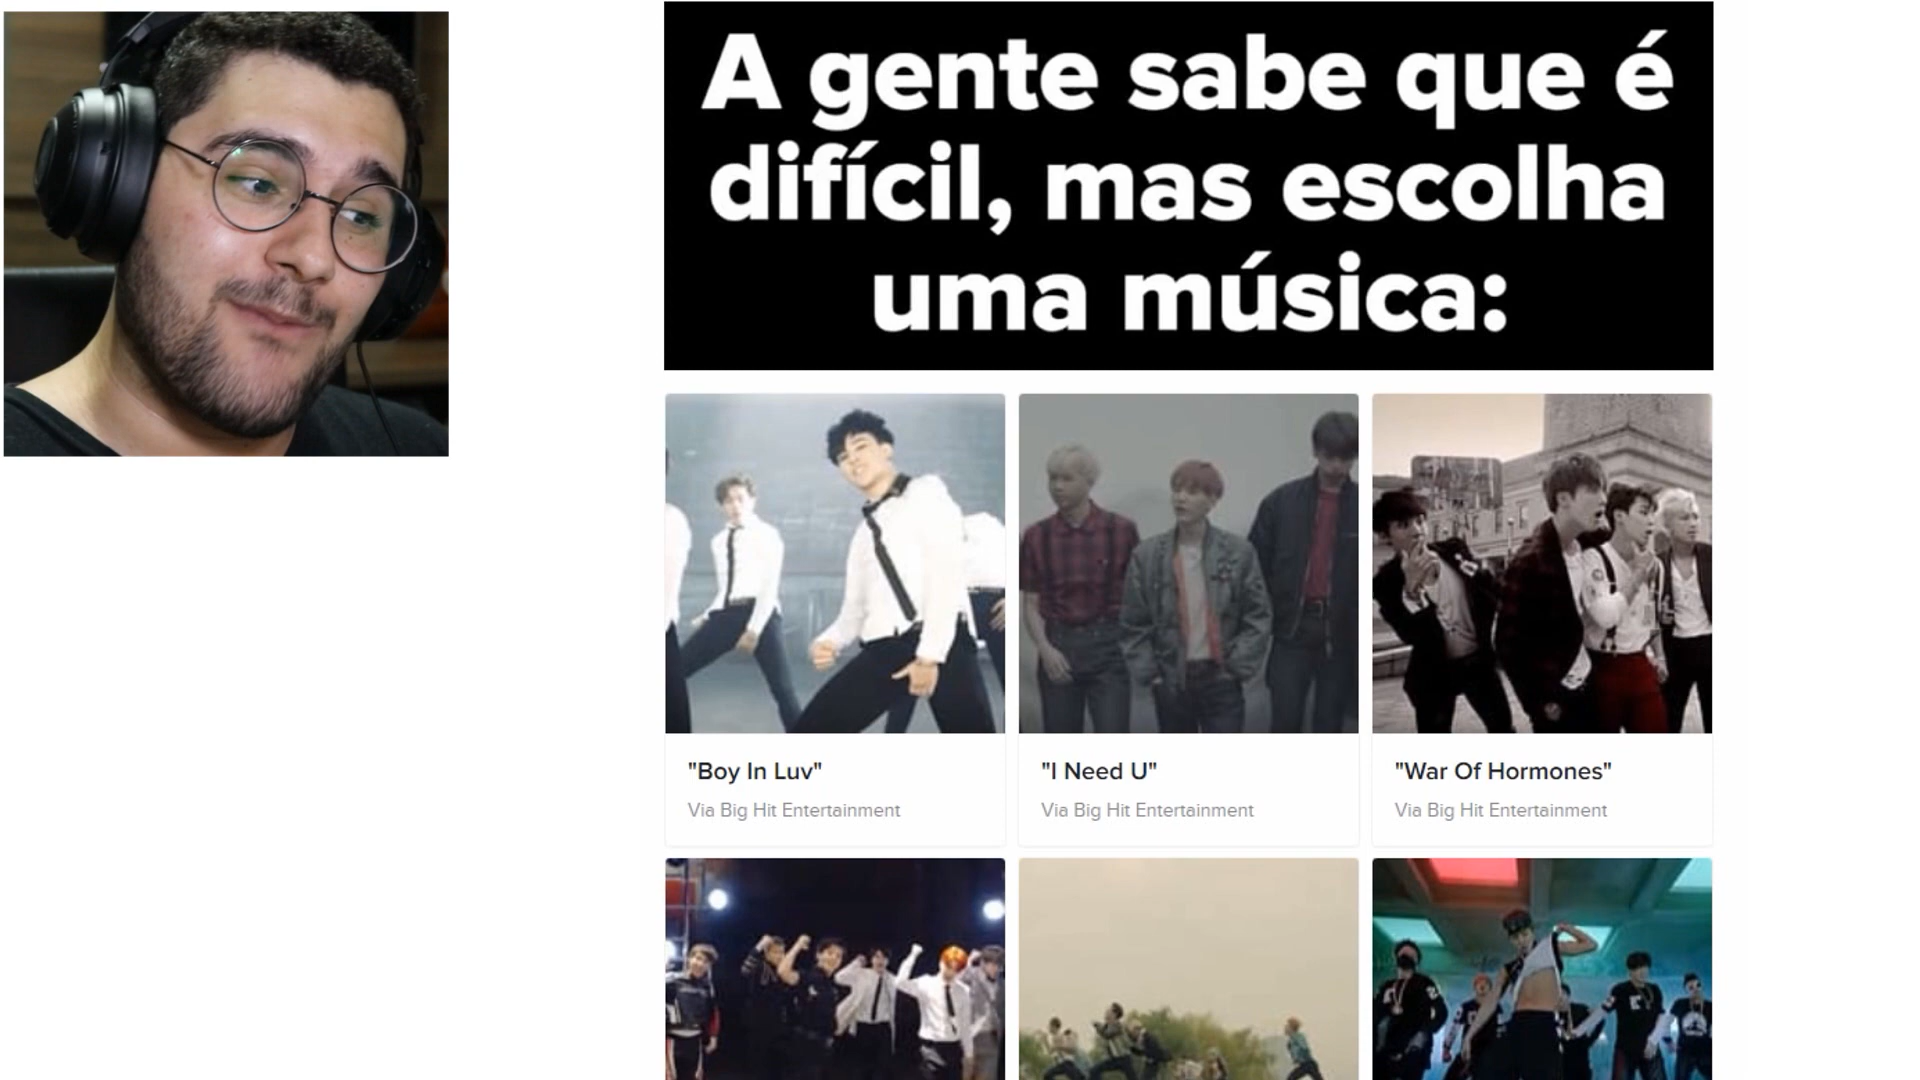 A gente sabe que é
difícil, mas escolha
uma música:
"Boy In Luv"
Via Big Hit Entertainment
"I Need U"
Via Big Hit Entertainment
"War Of Hormones"
Via Big Hit Entertainment